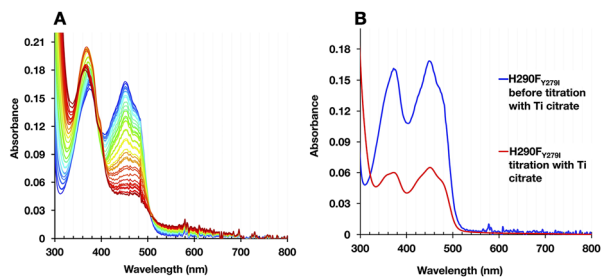 A
B
0.21
0.18
0.15
0.12
0.09
0.06
0.03
0
Absorbance
300 400 500 600 700 800
Wavelength (nm)
0.18
0.15
0.12
0.09
0.06
0.03
0
Absorbance
300 400 500 600 700 800
Wavelength (nm)
H290FY279I
before titration
with Ti citrate
H290FY279I
titration with Ti
citrate